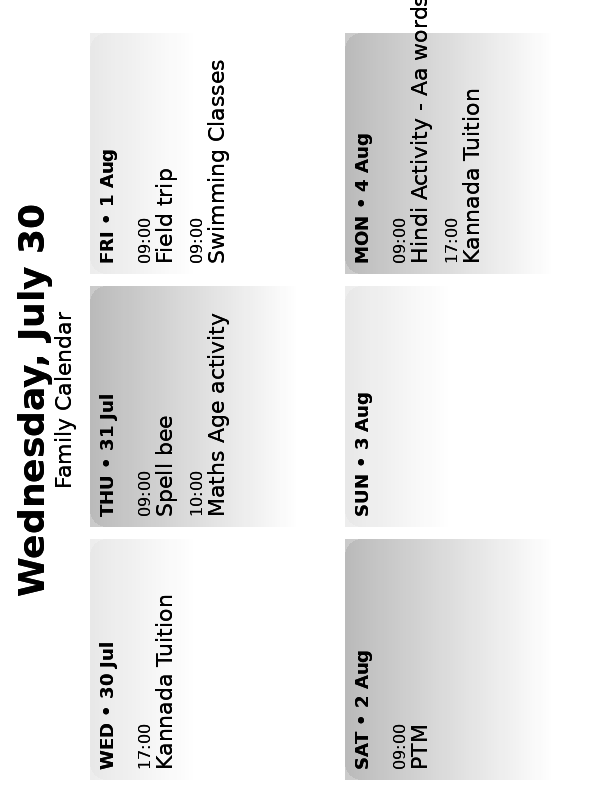 Wednesday, July 30
Family Calendar
WED • 30 Jul
17:00
Kannada Tuition
THU • 31 Jul
09:00
Spell bee
10:00
Maths Age activity
FRI • 1 Aug
09:00
Field trip
09:00
Swimming Classes
SAT • 2 Aug
09:00
PTM
SUN • 3 Aug
MON • 4 Aug
09:00
Hindi Activity - Aa words
17:00
Kannada Tuition